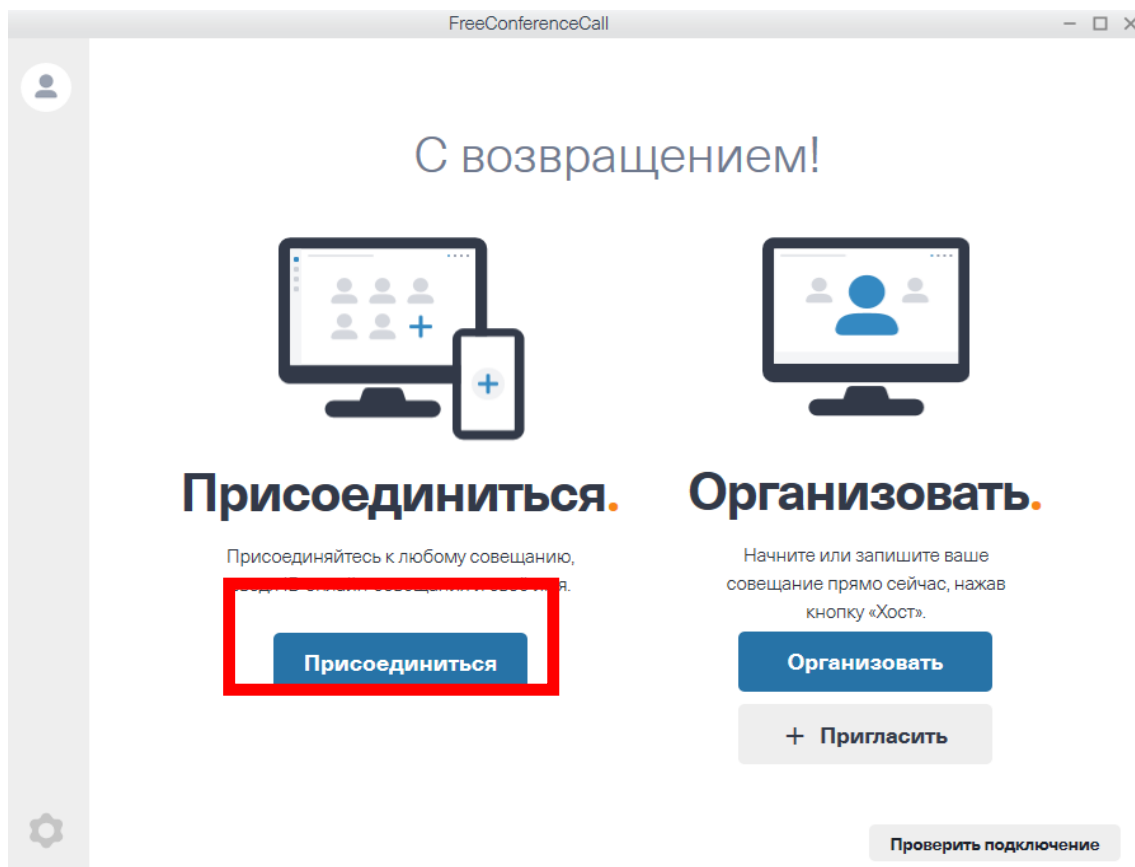 FreeConferenceCall
С возвращением!
Присоединиться.
Присоединяйтесь к любому совещанию,
Присоединиться
Организовать.
Начните или запишите ваше
совещание прямо сейчас, нажав
кнопку «Хост».
Организовать
+ Пригласить
Проверить подключение